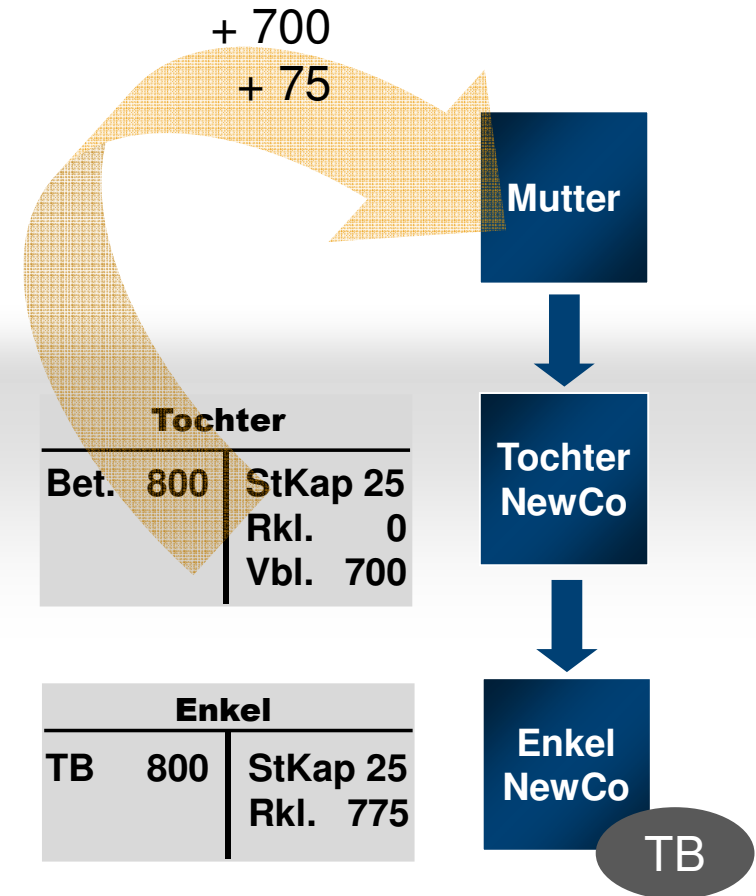 + 700
+ 75
Mutter
Tochter
Bet. 800 StKap 25
Rkl. 0
Vbl. 700
Tochter
NewCo
Enkel
TB 800 StKap 25
Rkl. 775
Enkel
NewCo
TB